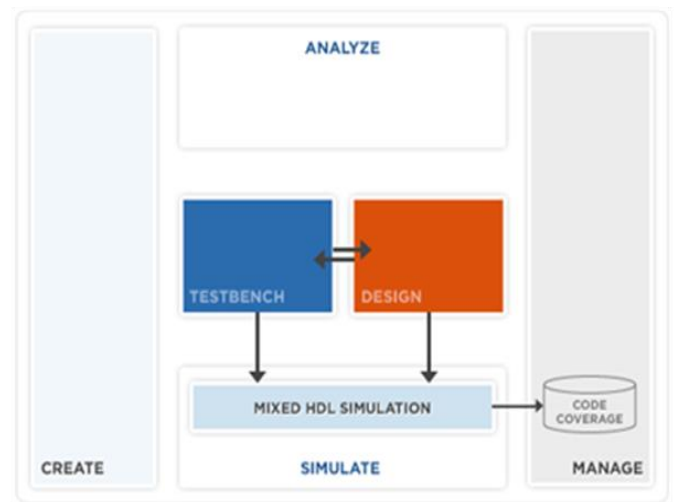 ANALYZE
TESTBENCH
DESIGN
MIXED HDL SIMULATION
CODE
COVERAGE
CREATE
SIMULATE
MANAGE